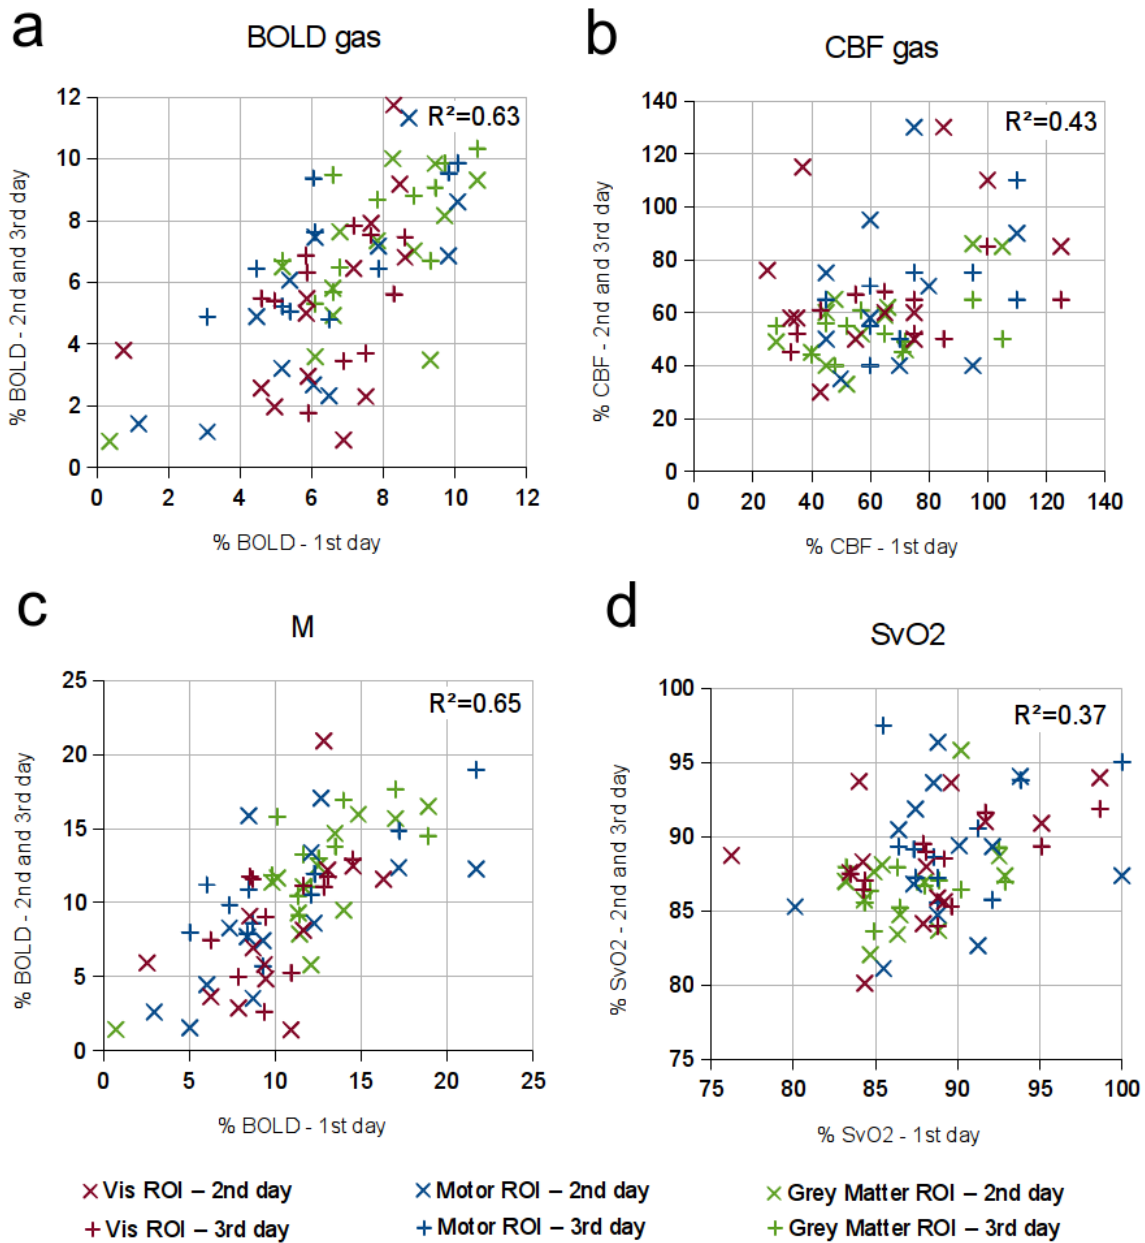 a
BOLD gas
b
CBF gas
12
10
8
6
4
2
0
% BOLD - 2nd and 3rd day
R²=0.63
0 2 4 6 8 10 12
% BOLD - 1st day
140
120
100
80
60
40
20
0
% CBF - 2nd and 3rd day
R²=0.43
0 20 40 60 80 100 120 140
% CBF - 1st day
c
M
d
SvO2
25
20
15
10
5
0
% BOLD - 2nd and 3rd day
R²=0.65
0 5 10 15 20 25
% BOLD - 1st day
100
95
90
85
80
75
% SvO2 - 2nd and 3rd day
R²=0.37
75 80 85 90 95 100
% SvO2 - 1st day
Vis ROI – 2nd day
Motor ROI – 2nd day
Grey Matter ROI – 2nd day
Vis ROI – 3rd day
Motor ROI – 3rd day
Grey Matter ROI – 3rd day